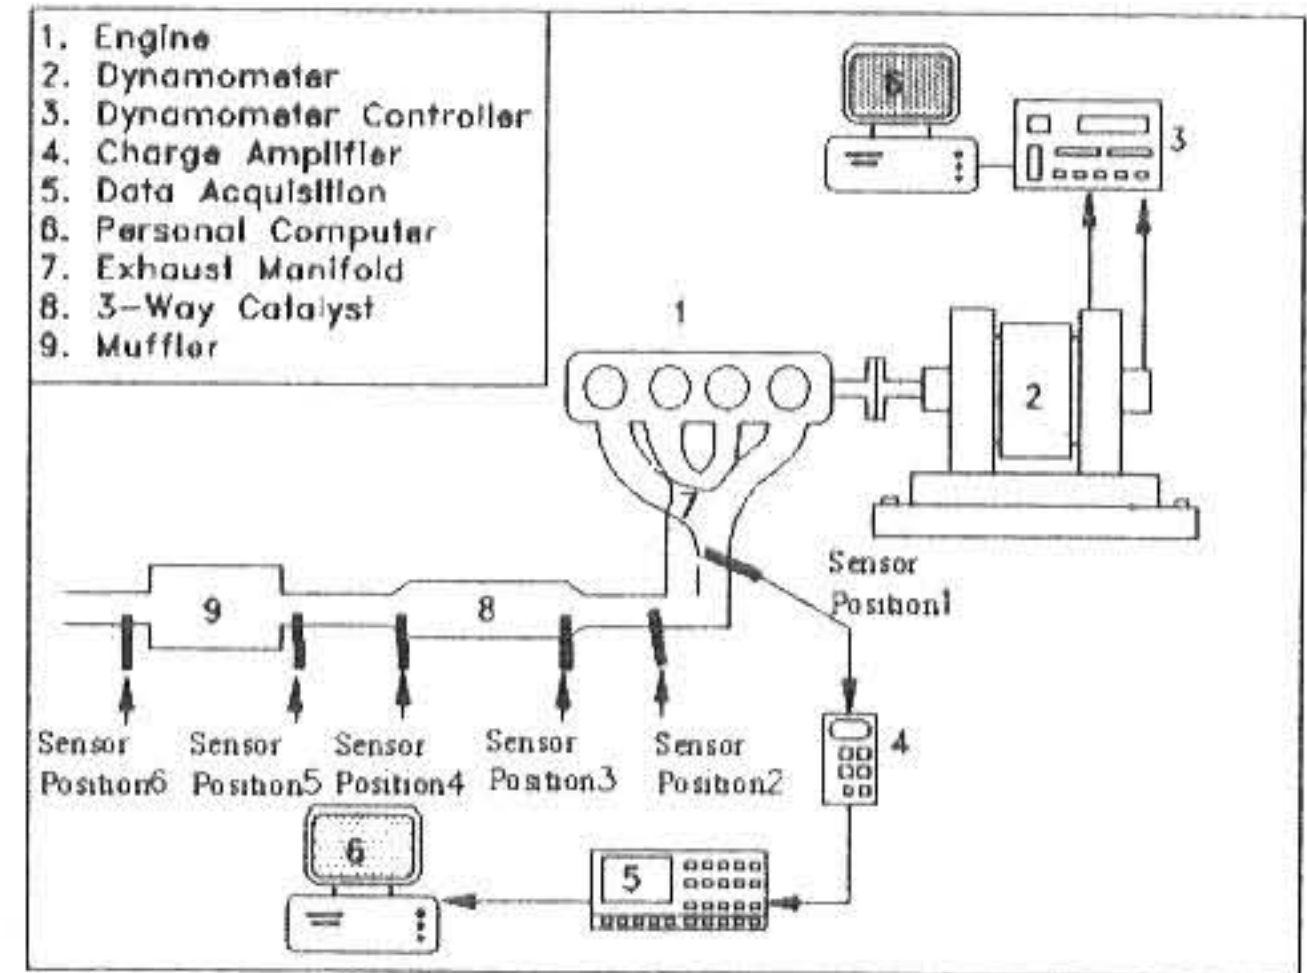 1. Engine
2. Dynamometer
3. Dynamometer Controller
4. Charge Amplifier
5. Data Acquisition
6. Personal Computer
7. Exhaust Manifold
8. 3-Way Catalyst
9. Muffler
6
3
1
2
7
Sensor
Position1
9
8
Sensor
Position6
Sensor
Position5
Sensor
Position4
Sensor
Position3
Sensor
Position2
4
6
5